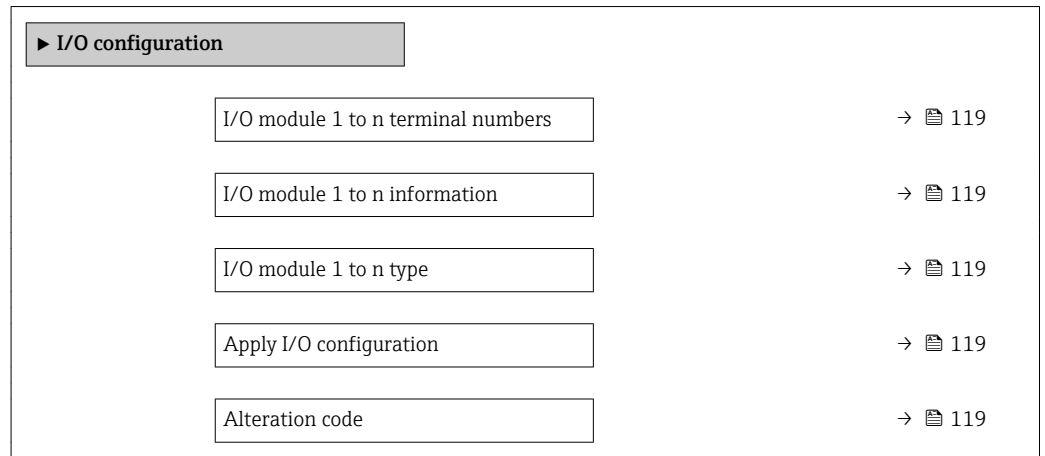 ▶ I/O configuration
I/O module 1 to n terminal numbers → 🖺 119
I/O module 1 to n information → 🖺 119
I/O module 1 to n type → 🖺 119
Apply I/O configuration → 🖺 119
Alteration code → 🖺 119